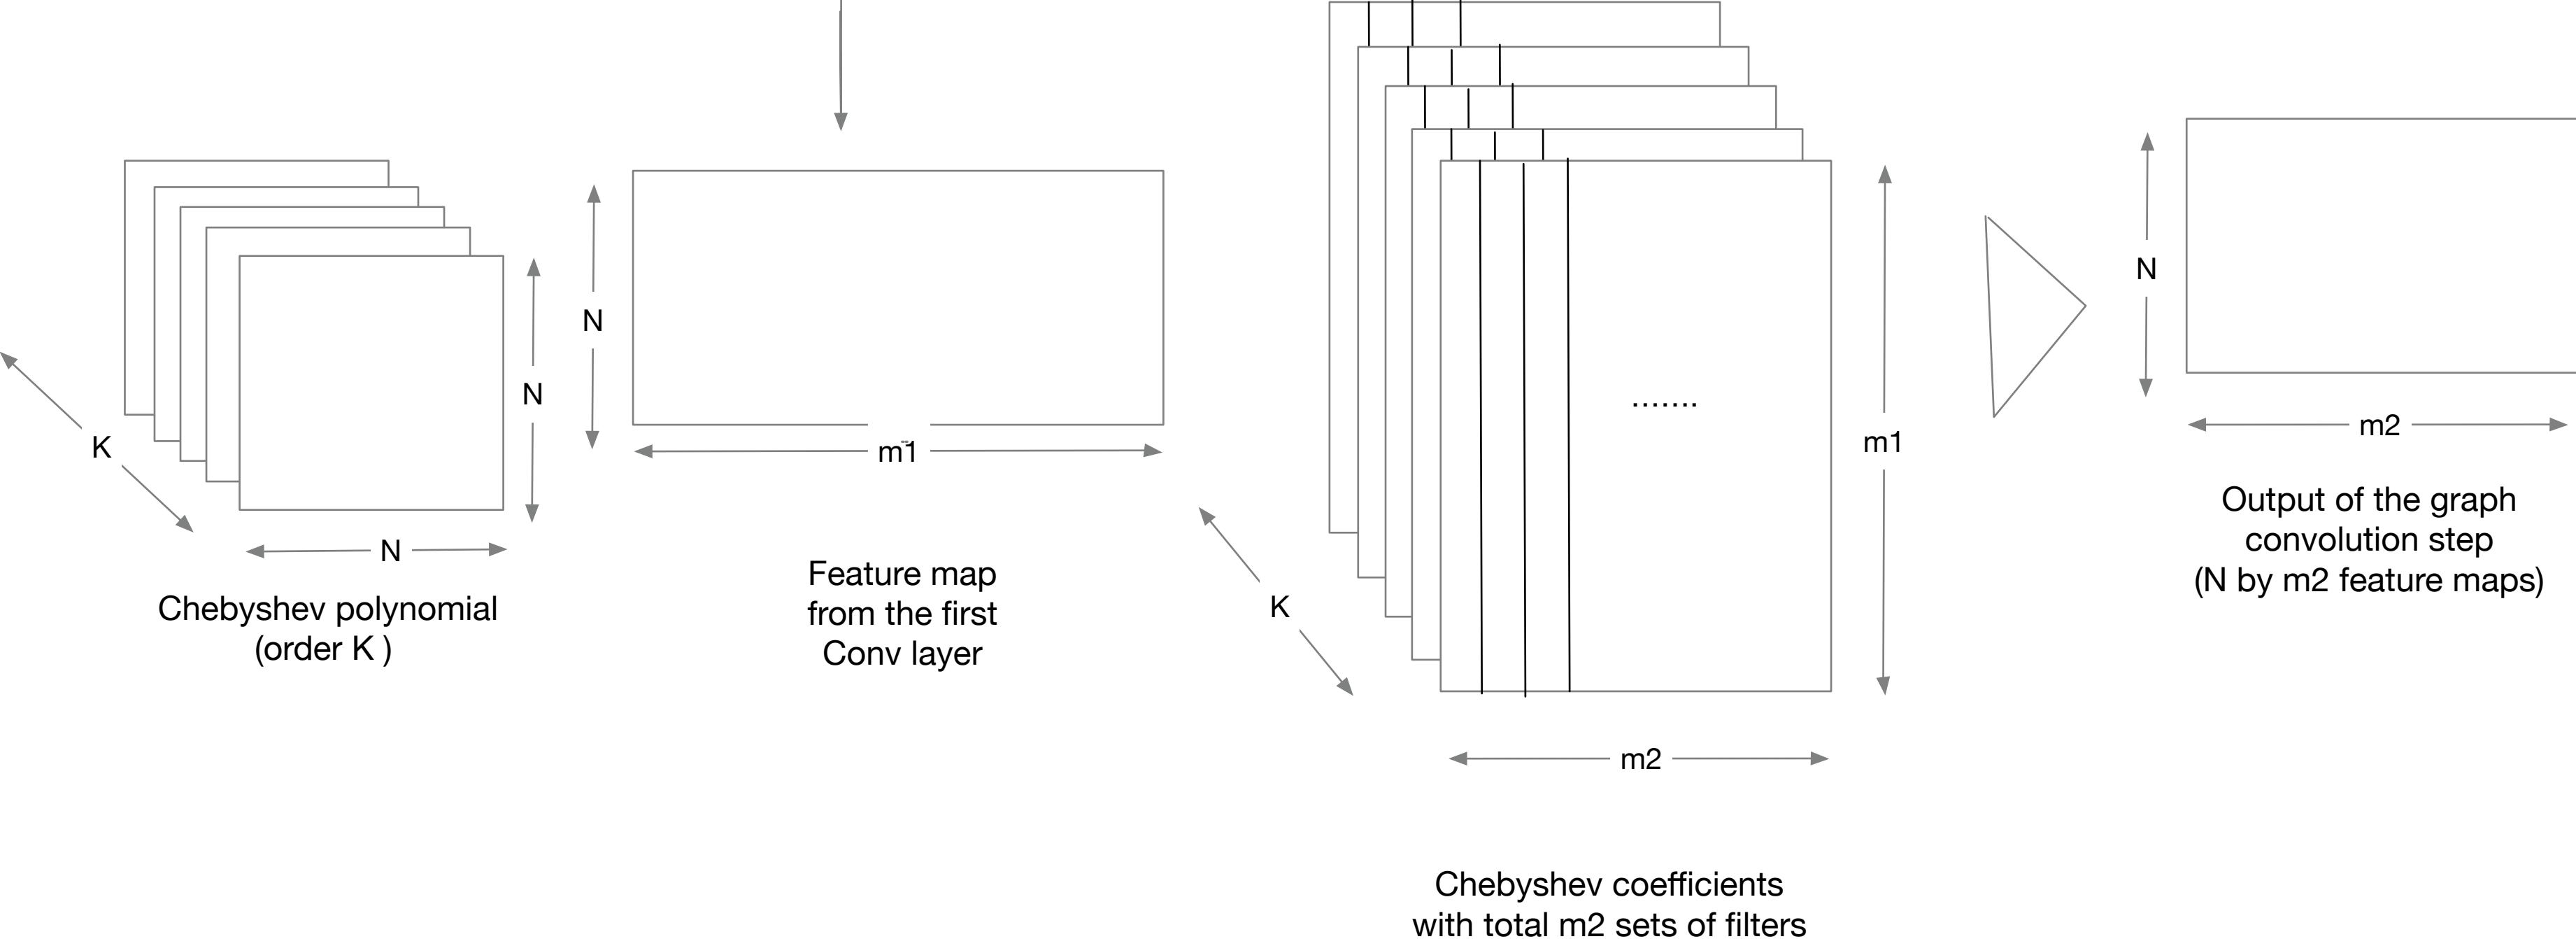 K
N
N
Chebyshev polynomial
(order K )
N
m1
Feature map
from the first
Conv layer
K
.......
m1
m2
Chebyshev coefficients
with total m2 sets of filters
N
m2
Output of the graph
convolution step
(N by m2 feature maps)